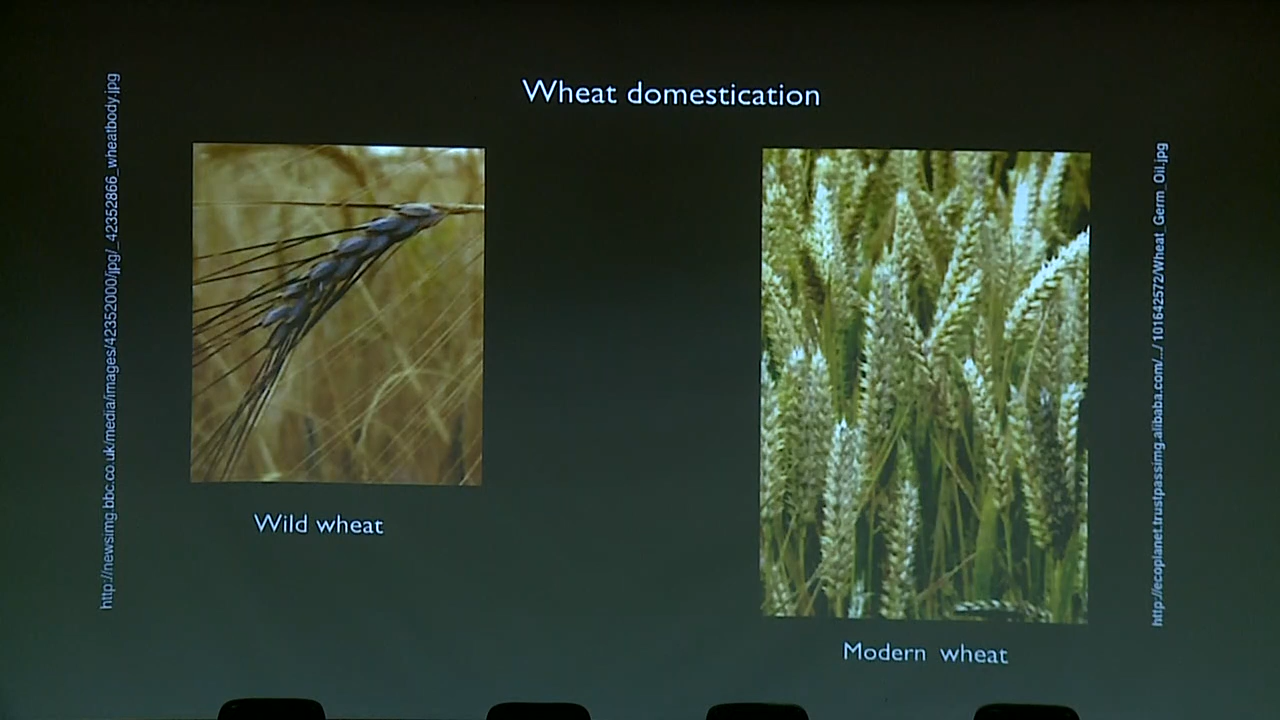 Wheat domestication
http://newsimg.bbc.co.uk/media/images/42352000/jpg/_42352866_wheatbody.jpg
Wild wheat
Modern wheat
http://ecoplanet.trustpassimg.alibaba.com/.../ 101642572/Wheat_Germ_Oil.jpg